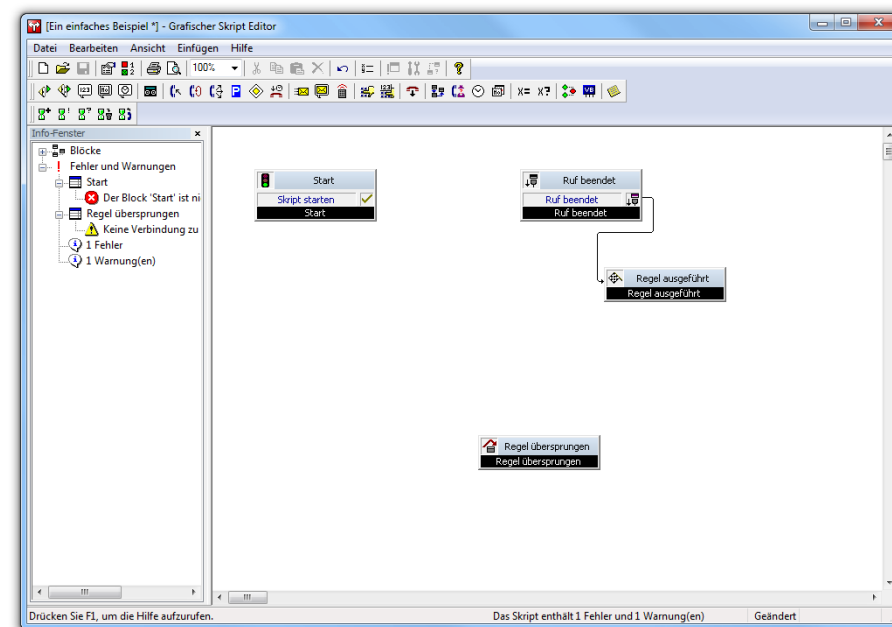 [Ein einfaches Beispiel *] - Grafischer Skript Editor
Datei Bearbeiten Ansicht Einfügen Hilfe
100%
X= X?
Info-Fenster x
Blöcke
Fehler und Warnungen
Start
Der Block 'Start' ist ni
Regel übersprungen
Keine Verbindung zu
1 Fehler
1 Warnung(en)
Start
Skript starten
Start
Ruf beendet
Ruf beendet
Ruf beendet
Regel ausgeführt
Regel ausgeführt
Regel übersprungen
Regel übersprungen
Drücken Sie F1, um die Hilfe aufzurufen. Das Skript enthält 1 Fehler und 1 Warnung(en) Geändert